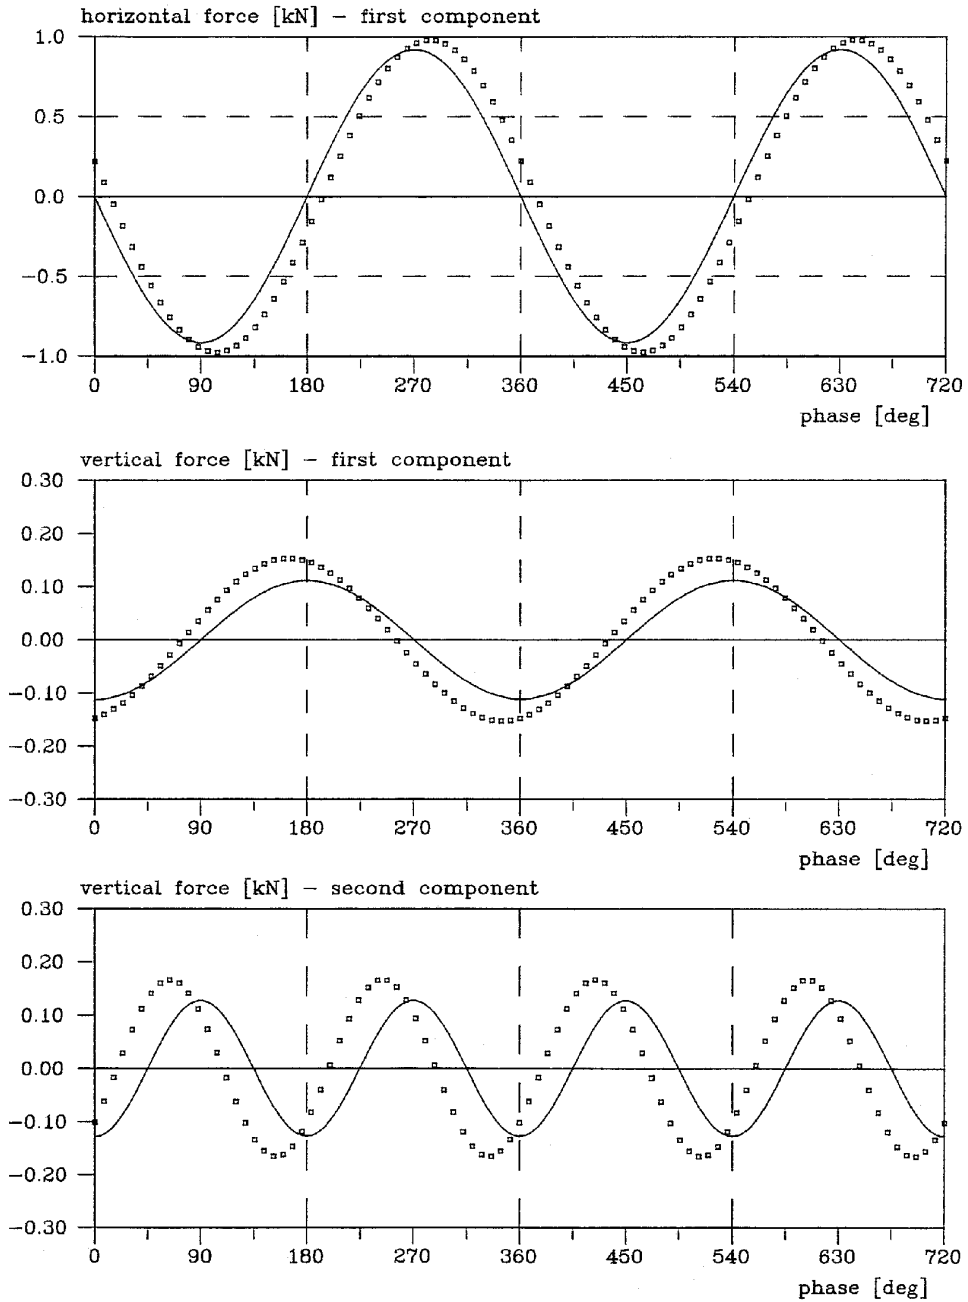 horizontal force [kN] – first component
1.0
0.5
0.0
−0.5
−1.0
0 90 180 270 360 450 540 630 720
phase [deg]
vertical force [kN] – first component
0.30
0.20
0.10
0.00
−0.10
−0.20
−0.30
0 90 180 270 360 450 540 630 720
phase [deg]
vertical force [kN] – second component
0.30
0.20
0.10
0.00
−0.10
−0.20
−0.30
0 90 180 270 360 450 540 630 720
phase [deg]